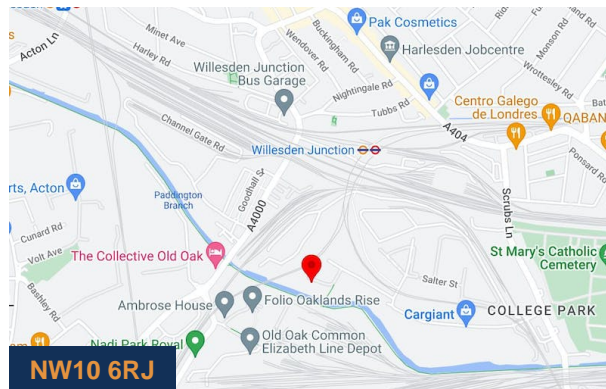 Acton Ln
Minet Ave
Harley Rd
Wendover Rd
Buckingham Rd
Pak Cosmetics
Harlesden Jobcentre
Furness Rd
Monson Rd
Wrottesley Rd
Willesden Junction
Bus Garage
Nightingale Rd
Tubbs Rd
Centro Galego
de Londres
QABAN
Bat
Channel Gate Rd
Willesden Junction
A404
Ponsard Rd
rts, Acton
Paddington
Branch
Goodhall St
A4000
Scrubs Ln
Cunard Rd
Volt Ave
The Collective Old Oak
St Mary's Catholic
Cemetery
Bashley Rd
Salter St
Ambrose House
Folio Oaklands Rise
Cargiant
COLLEGE PARK
Nadi Park Royal
Old Oak Common
Elizabeth Line Depot
om
NW10 6RJ